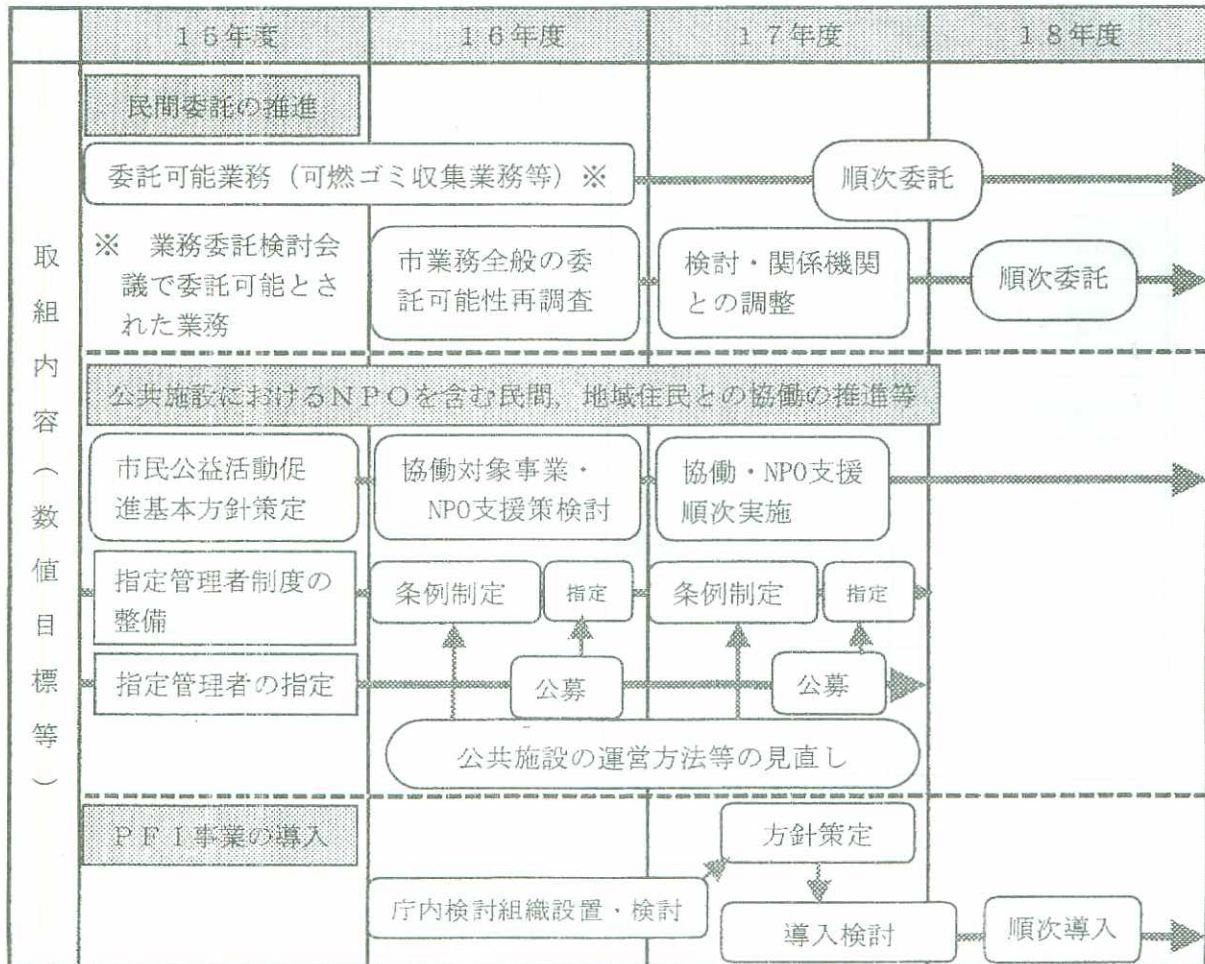 15年度
16年度
17年度
18年度
取組内容（数値目標等）
民間委託の推進
委託可能業務（可燃ゴミ収集業務等）※
順次委託
※　業務委託検討会
議で委託可能とさ
れた業務
市業務全般の委
託可能性再調査
検討・関係機関
との調整
順次委託
公共施設におけるＮＰＯを含む民間，地域住民との協働の推進等
市民公益活動促
進基本方針策定
協働対象事業・
NPO支援策検討
協働・NPO支援
順次実施
指定管理者制度の
整備
条例制定
指定
条例制定
指定
指定管理者の指定
公募
公募
公共施設の運営方法等の見直し
ＰＦＩ事業の導入
方針策定
庁内検討組織設置・検討
導入検討
順次導入